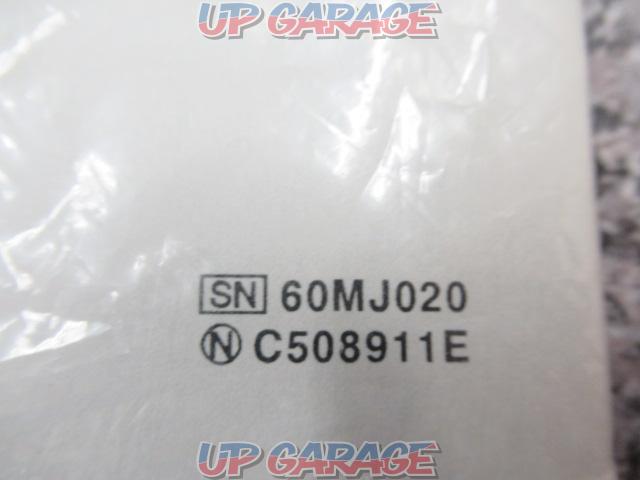 UP GARAGE
SN 60MJ020
N C508911E
UP GARAGE